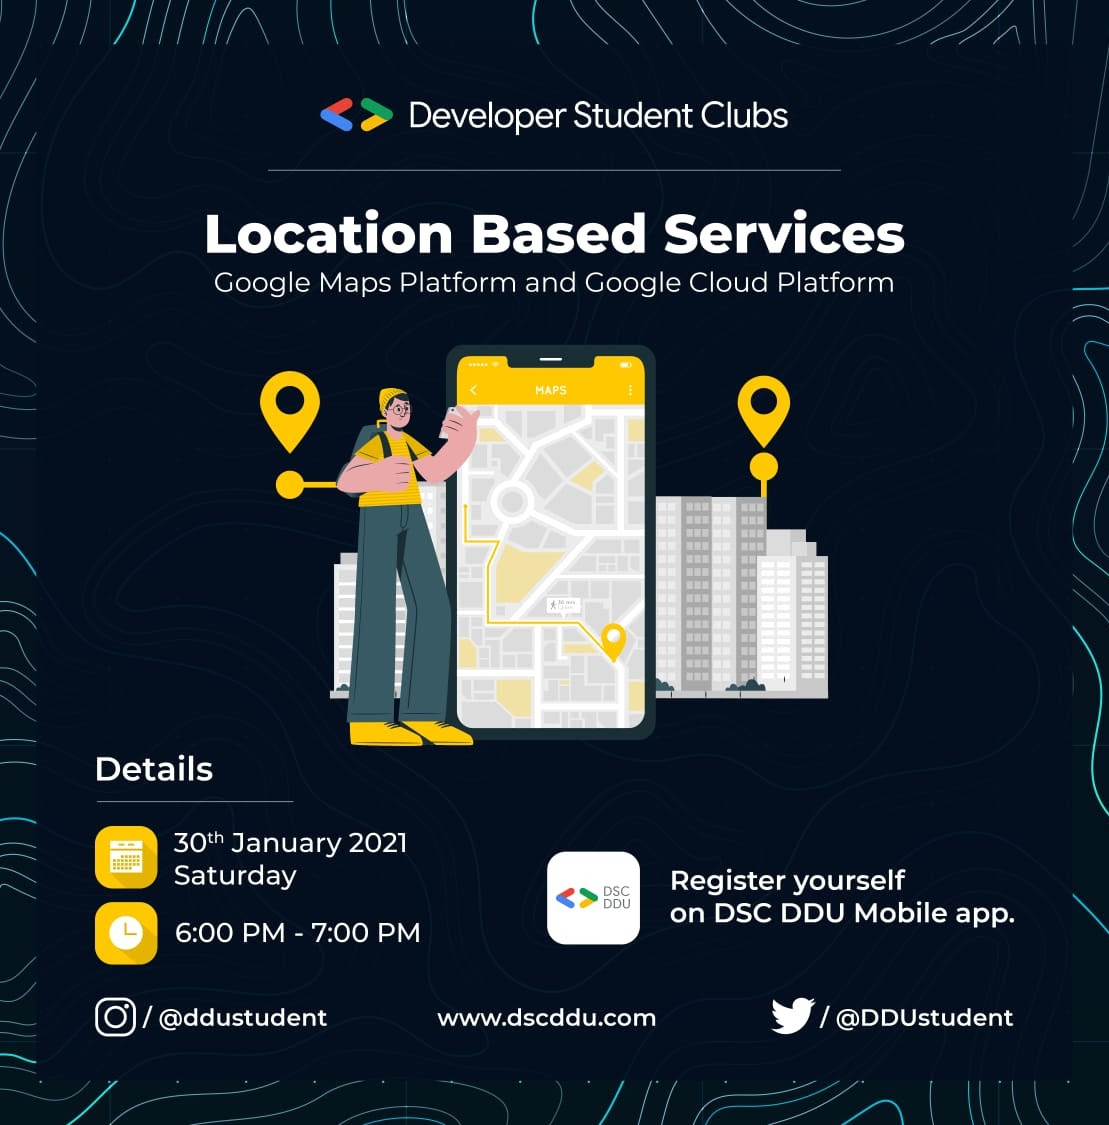 Developer Student Clubs
Location Based Services
Google Maps Platform and Google Cloud Platform
MAPS
Details
30th January 2021
Saturday
6:00 PM - 7:00 PM
DSC
DDU
Register yourself
on DSC DDU Mobile app.
/ @ddustudent
www.dscddu.com
/ @DDUstudent